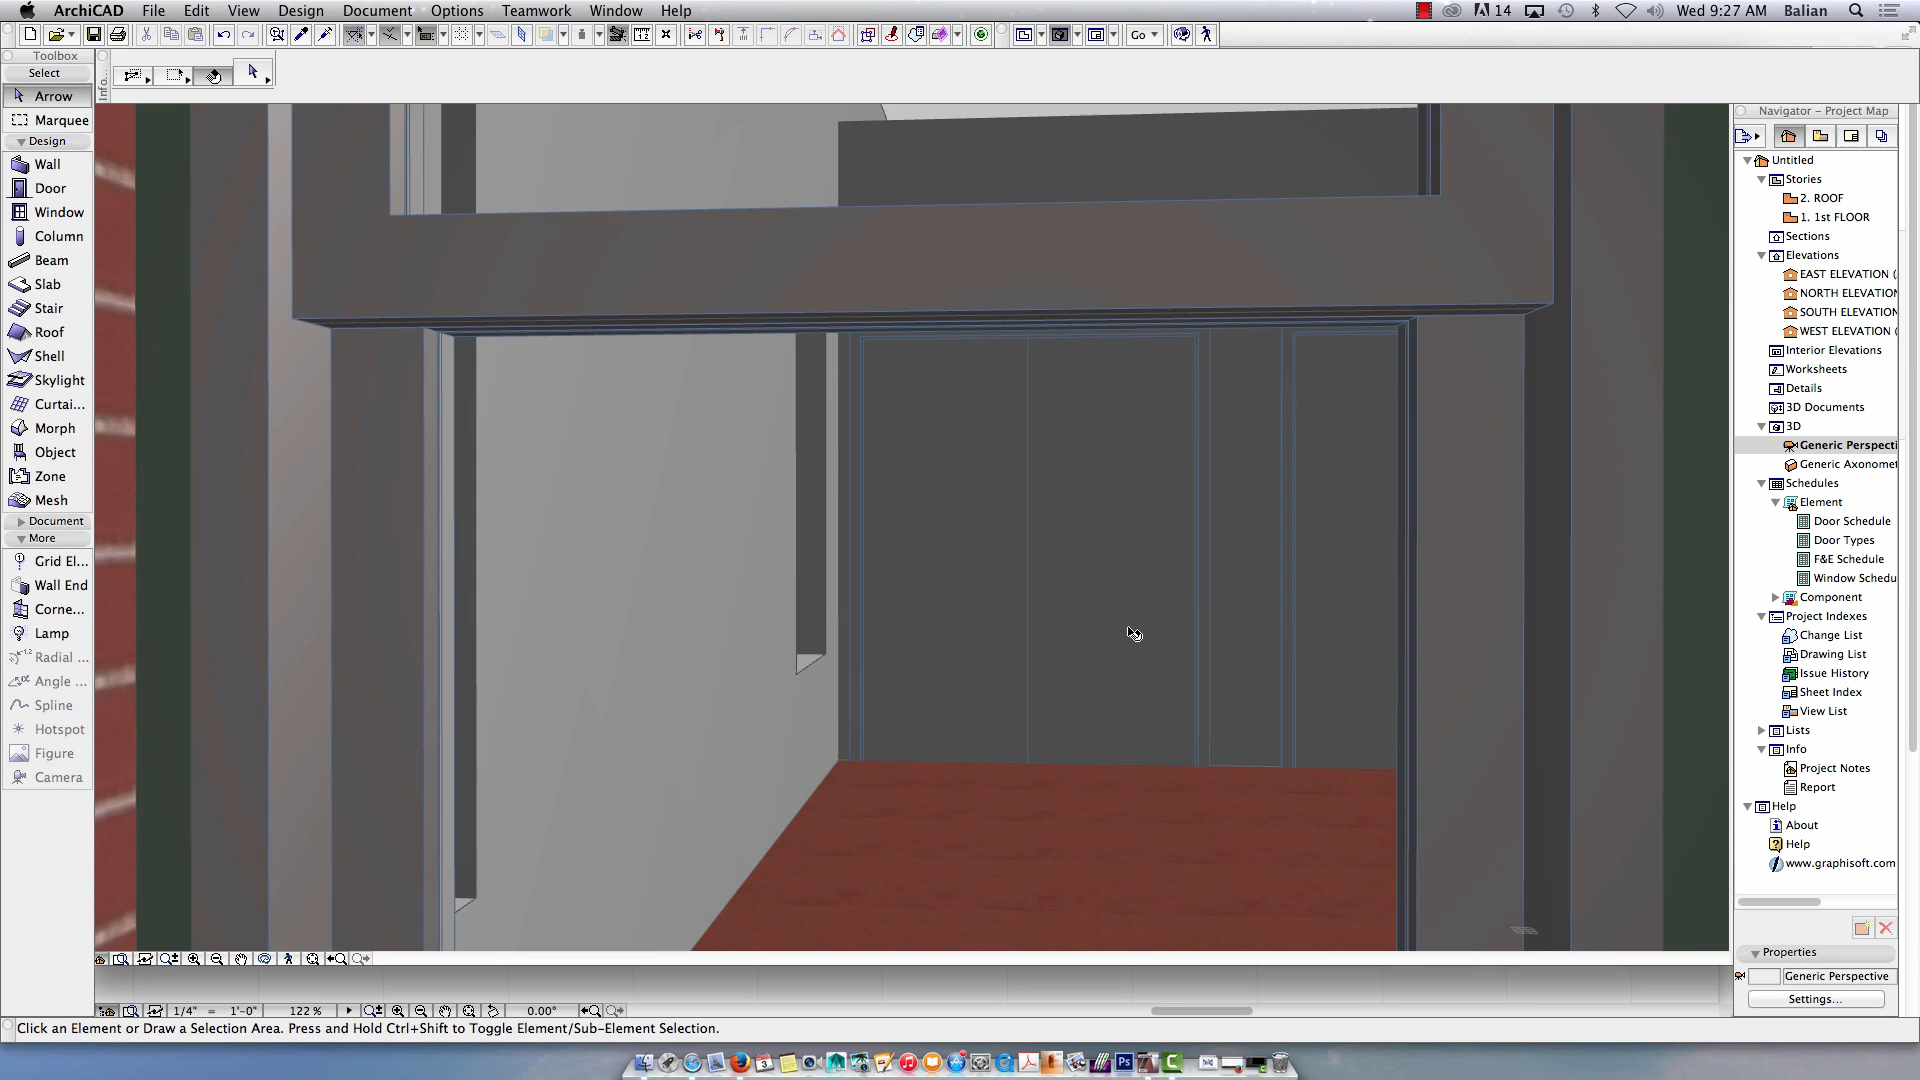 ArchiCAD File Edit View Design Document Options Teamwork Window Help
14 Wed 9:27 AM Balian
Go
Toolbox
Select
Arrow
Marquee
Design
Wall
Door
Window
Column
Beam
Slab
Stair
Roof
Shell
Skylight
Curtai...
Morph
Object
Zone
Mesh
Document
More
Grid El...
Wall End
Corne...
Lamp
Radial ...
Angle ...
Spline
Hotspot
Figure
Camera
Info...
Navigator – Project Map
Untitled
Stories
2. ROOF
1. 1st FLOOR
Sections
Elevations
EAST ELEVATION (
NORTH ELEVATION
SOUTH ELEVATION
WEST ELEVATION (
Interior Elevations
Worksheets
Details
3D Documents
3D
Generic Perspecti
Generic Axonomet
Schedules
Element
Door Schedule
Door Types
F&E Schedule
Window Schedu
Component
Project Indexes
Change List
Drawing List
Issue History
Sheet Index
View List
Lists
Info
Project Notes
Report
Help
About
Help
www.graphisoft.com
Properties
Generic Perspective
Settings...
1/4" = 1'-0" 122 % 0.00°
Click an Element or Draw a Selection Area. Press and Hold Ctrl+Shift to Toggle Element/Sub-Element Selection.
3
Ps